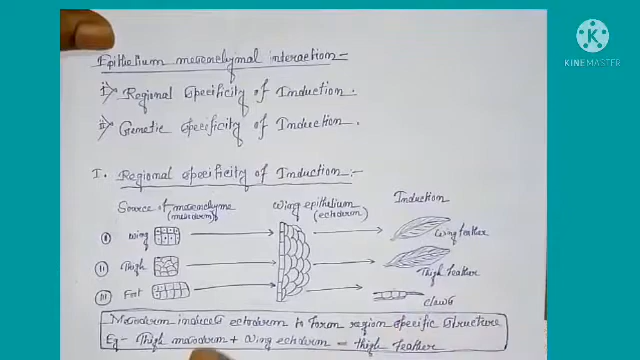 Epithelium mesenchymal interaction-
i) Regional Specificity of Induction.
ii) Genetic Specificity of Induction.
I. Regional specificity of Induction:-
Source of mesenchyme (mesoderm) Wing epithelium (ectoderm) Induction
(I) Wing Wing feather
(II) Thigh Thigh feather
(III) Foot Claws
Mesoderm induces ectoderm to form region specific structure
Eg- Thigh mesoderm + Wing ectoderm = thigh feather
K
KINEMASTER